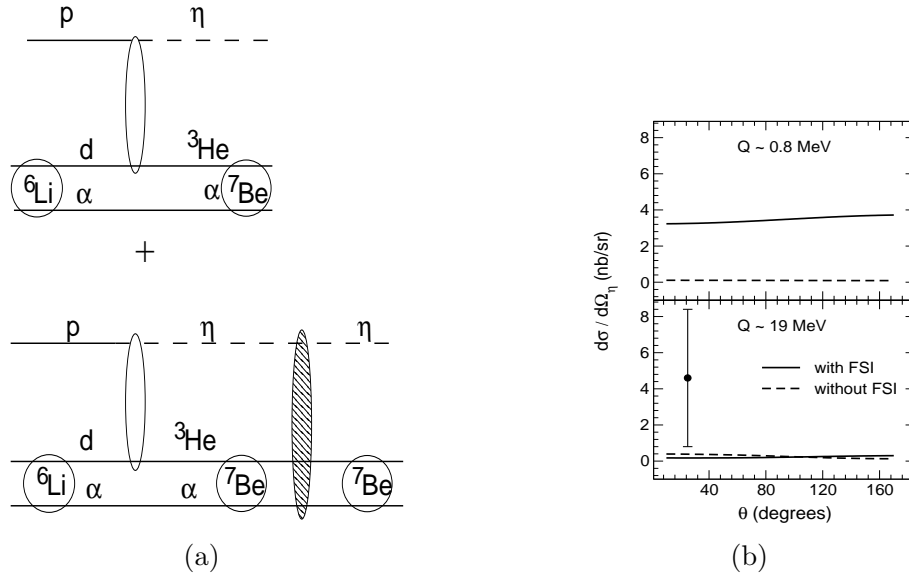 p η
d ³He
⁶Li α α ⁷Be
+
p η η
d ³He
⁶Li α α ⁷Be ⁷Be
(a)
8
Q ~ 0.8 MeV
6
4
2
0
8
Q ~ 19 MeV
6
with FSI
4
without FSI
2
0
40 80 120 160
θ (degrees)
dσ / dΩη (nb/sr)
(b)